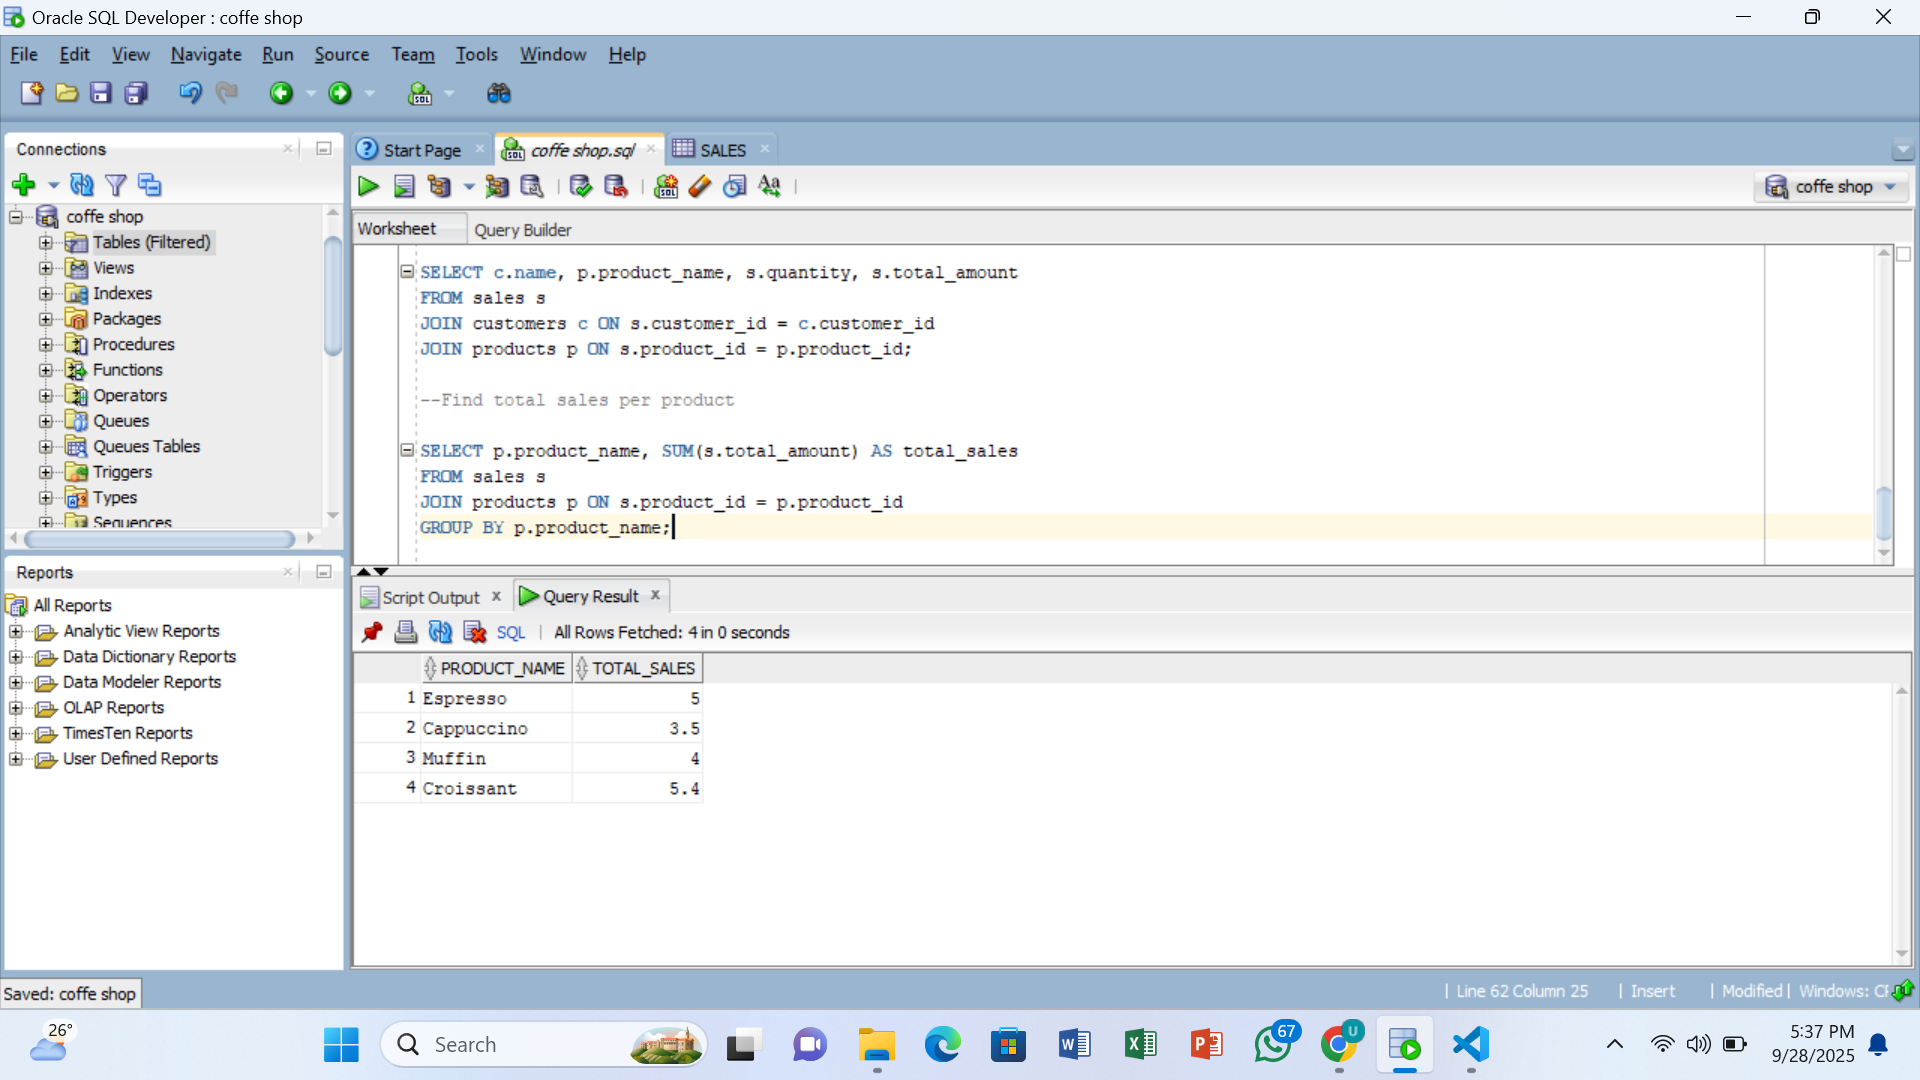 Oracle SQL Developer : coffe shop
File Edit View Navigate Run Source Team Tools Window Help
Connections
Start Page
coffe shop.sql
SALES
coffe shop
Worksheet
Query Builder
coffe shop
Tables (Filtered)
Views
Indexes
Packages
Procedures
Functions
Operators
Queues
Queues Tables
Triggers
Types
Sequences
SELECT c.name, p.product_name, s.quantity, s.total_amount
FROM sales s
JOIN customers c ON s.customer_id = c.customer_id
JOIN products p ON s.product_id = p.product_id;
--Find total sales per product
SELECT p.product_name, SUM(s.total_amount) AS total_sales
FROM sales s
JOIN products p ON s.product_id = p.product_id
GROUP BY p.product_name;
Reports
All Reports
Analytic View Reports
Data Dictionary Reports
Data Modeler Reports
OLAP Reports
TimesTen Reports
User Defined Reports
Script Output x
Query Result x
SQL | All Rows Fetched: 4 in 0 seconds
PRODUCT_NAME TOTAL_SALES
1 Espresso 5
2 Cappuccino 3.5
3 Muffin 4
4 Croissant 5.4
Saved: coffe shop
| Line 62 Column 25 | Insert | Modified | Windows:
26°
Search
67
U
5:37 PM
9/28/2025